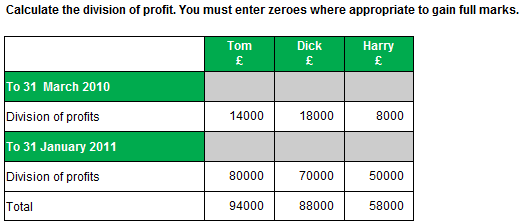 Calculate the division of profit. You must enter zeroes where appropriate to gain full marks.
Tom Dick Harry
£ £ £
To 31 March 2010
Division of profits 14000 18000 8000
To 31 January 2011
Division of profits 80000 70000 50000
Total 94000 88000 58000